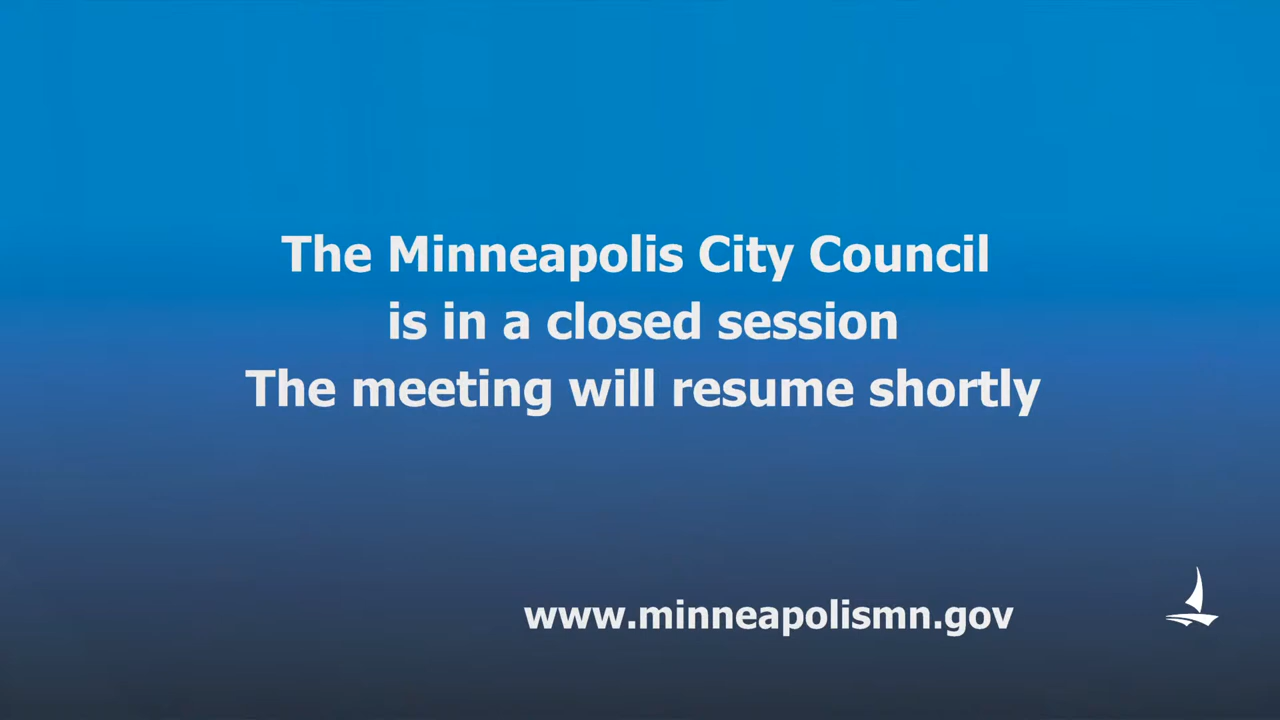 The Minneapolis City Council
is in a closed session
The meeting will resume shortly
www.minneapolismn.gov